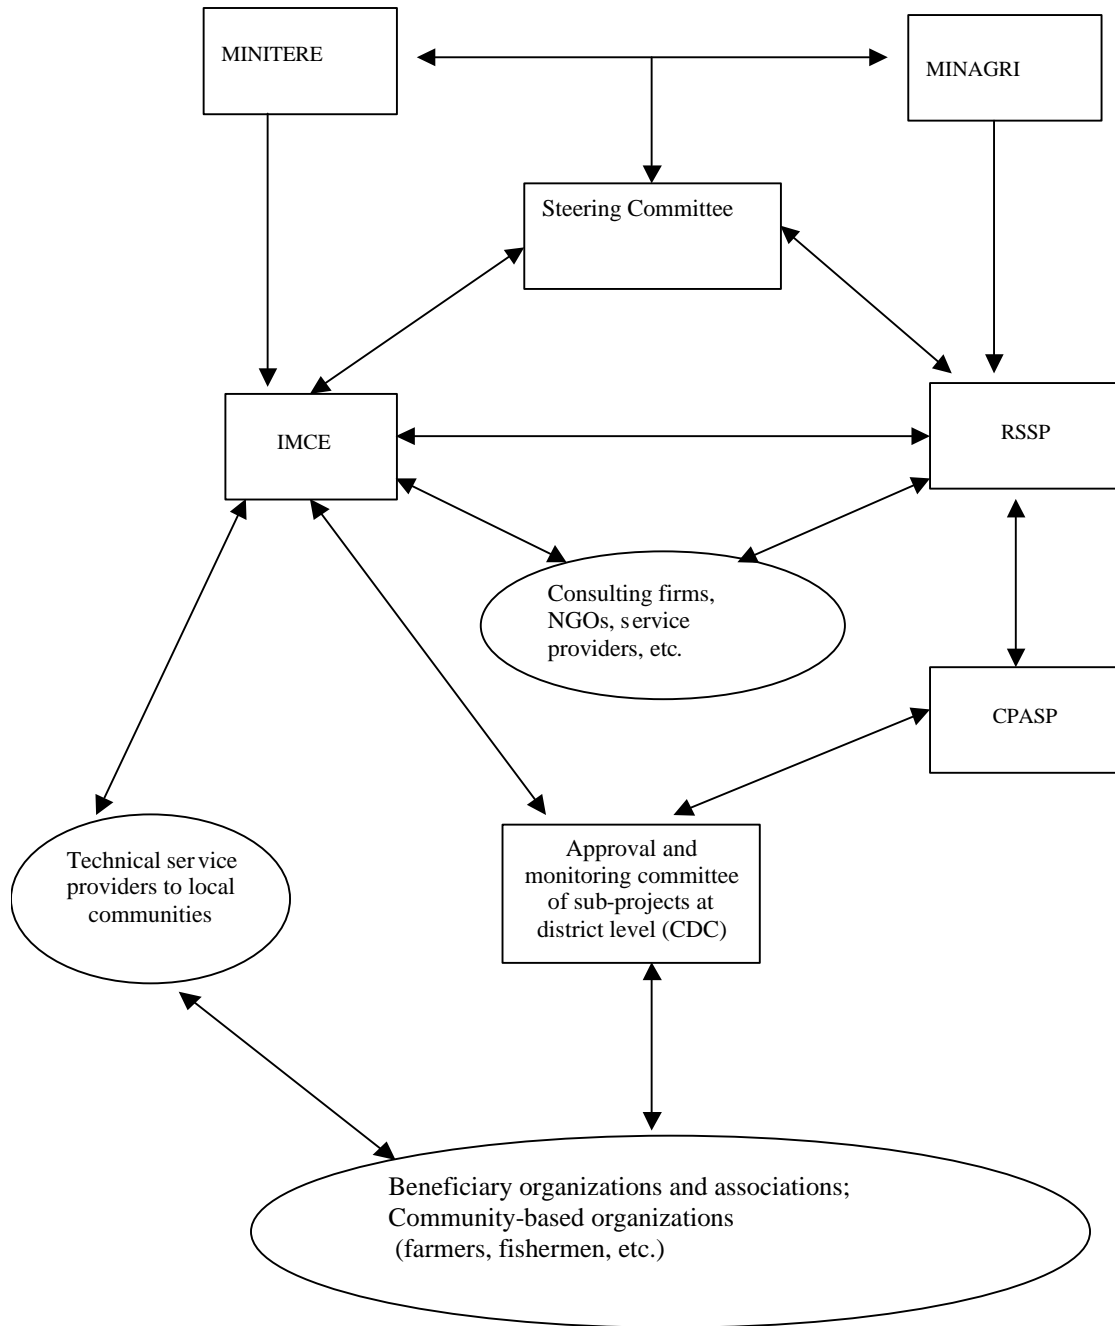 MINITERE
MINAGRI
Steering Committee
IMCE
RSSP
Consulting firms,
NGOs, service
providers, etc.
CPASP
Technical service
providers to local
communities
Approval and
monitoring committee
of sub-projects at
district level (CDC)
Beneficiary organizations and associations;
Community-based organizations
(farmers, fishermen, etc.)